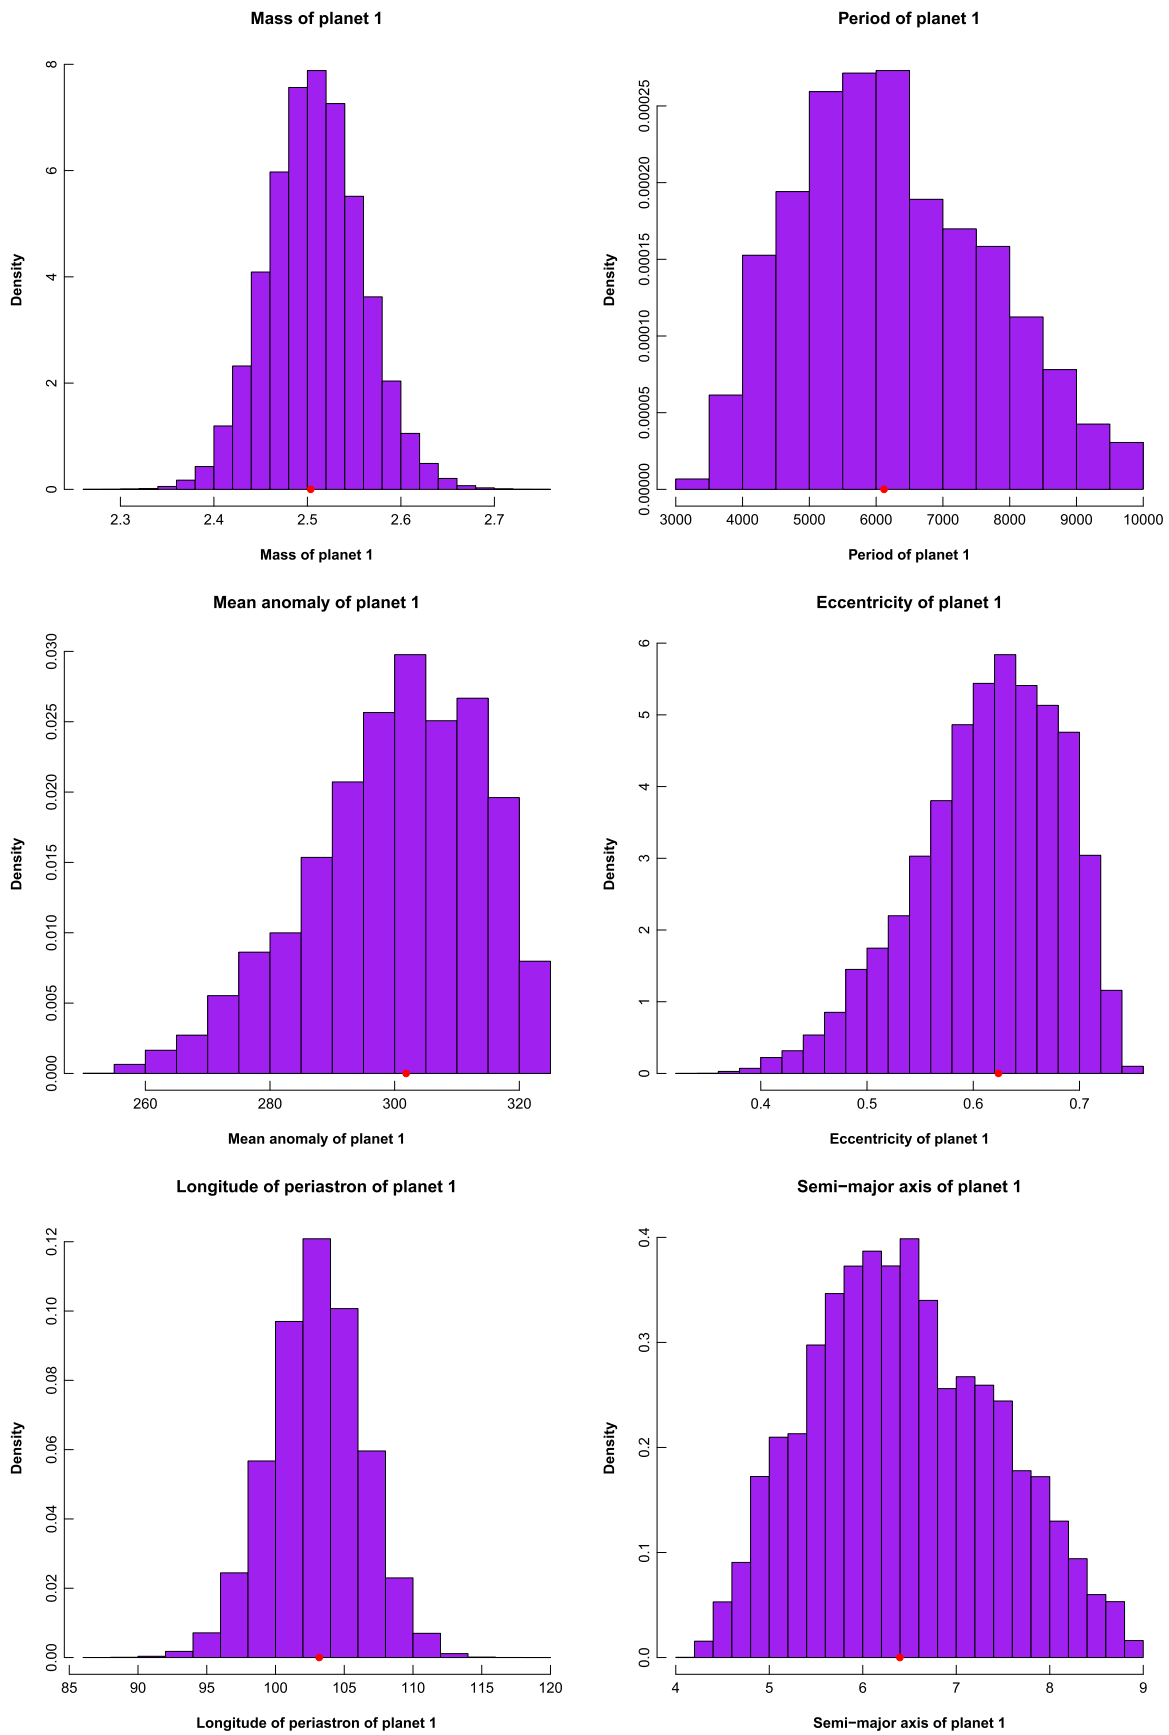 Mass of planet 1
Density
0
2
4
6
8
2.3 2.4 2.5 2.6 2.7
Mass of planet 1
Period of planet 1
Density
0.00000
0.00005
0.00010
0.00015
0.00020
0.00025
3000 4000 5000 6000 7000 8000 9000 10000
Period of planet 1
Mean anomaly of planet 1
Density
0.000
0.005
0.010
0.015
0.020
0.025
0.030
260 280 300 320
Mean anomaly of planet 1
Eccentricity of planet 1
Density
0
1
2
3
4
5
6
0.4 0.5 0.6 0.7
Eccentricity of planet 1
Longitude of periastron of planet 1
Density
0.00
0.02
0.04
0.06
0.08
0.10
0.12
85 90 95 100 105 110 115 120
Longitude of periastron of planet 1
Semi−major axis of planet 1
Density
0.0
0.1
0.2
0.3
0.4
4 5 6 7 8 9
Semi−major axis of planet 1